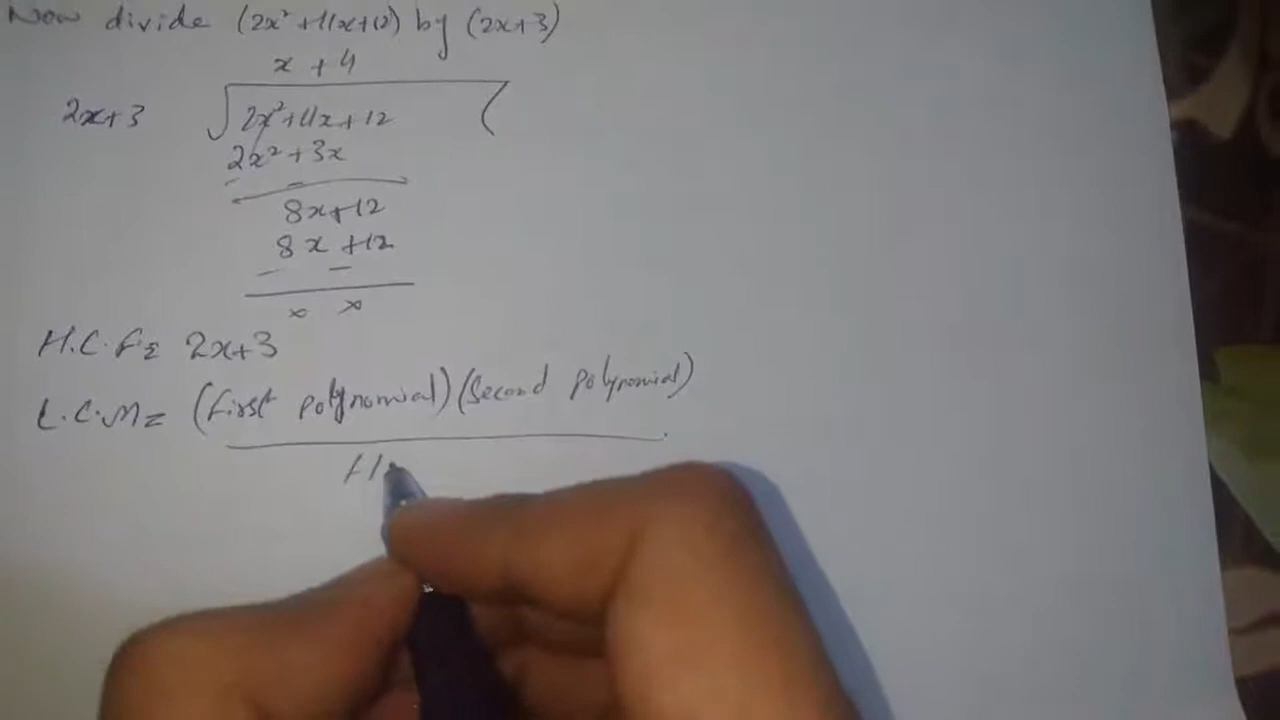 Now divide (2x² + 11x + 12) by (2x+3)
x + 4
2x+3 2x² + 11x + 12
2x² + 3x
8x + 12
8x + 12
x x
H.C.F = 2x+3
L.C.M = (First polynomial)(Second polynomial)
H